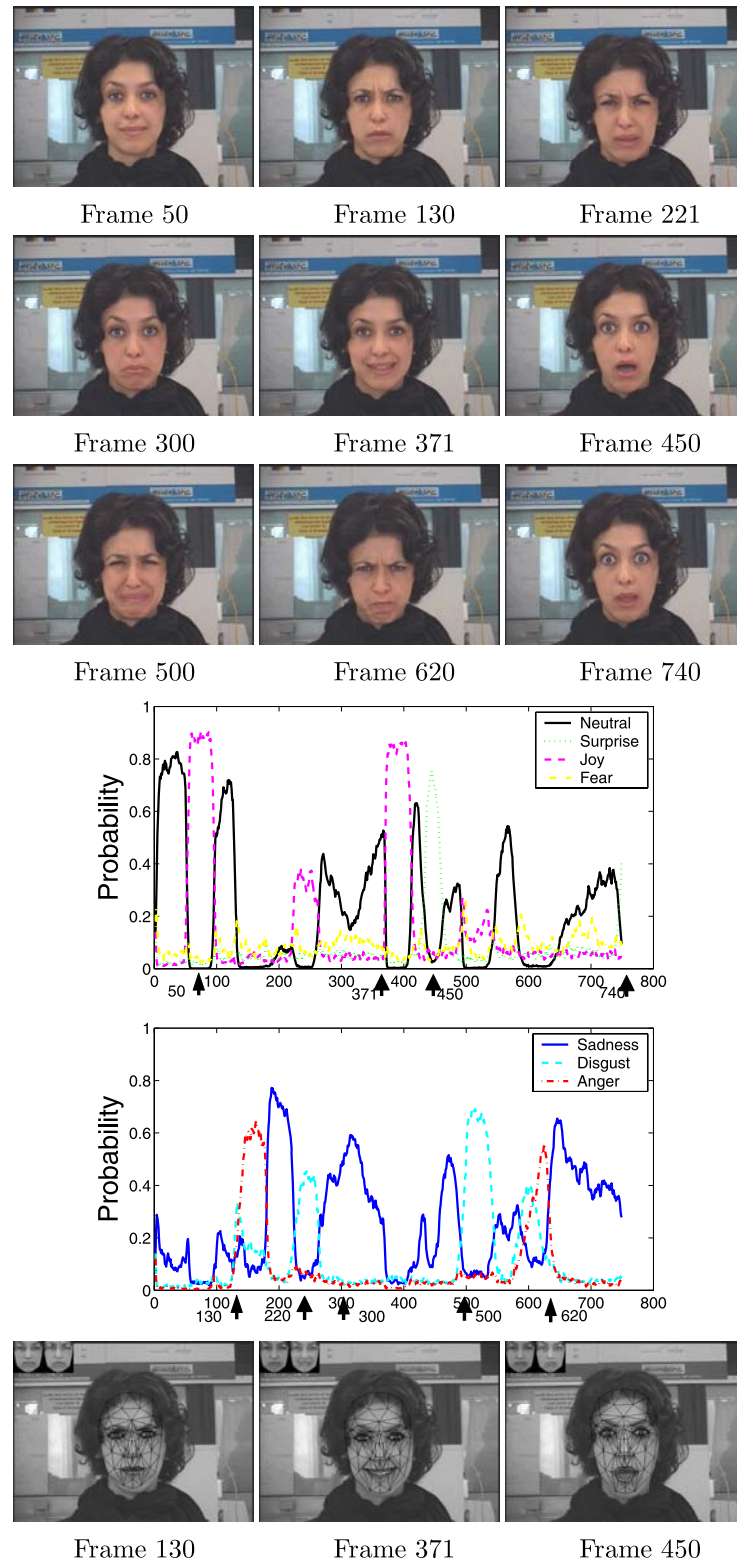 Frame 50
Frame 130
Frame 221
Frame 300
Frame 371
Frame 450
Frame 500
Frame 620
Frame 740
1
0.8
0.6
0.4
0.2
0
Probability
Neutral
Surprise
Joy
Fear
0 100 200 300 400 500 600 700 800
50 371 450 740
1
0.8
0.6
0.4
0.2
0
Probability
Sadness
Disgust
Anger
0 100 200 300 400 500 600 700 800
130 220 300 500 620
Frame 130
Frame 371
Frame 450